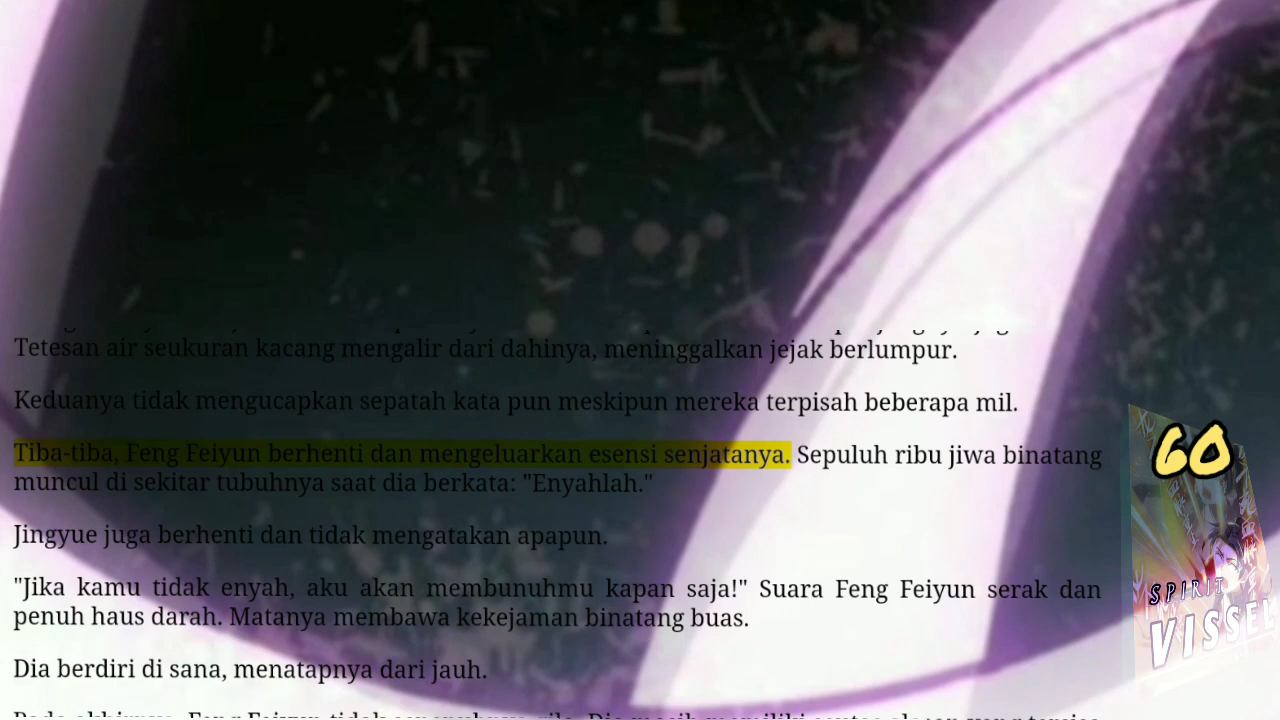 Tetesan air seukuran kacang mengalir dari dahinya, meninggalkan jejak berlumpur.
Keduanya tidak mengucapkan sepatah kata pun meskipun mereka terpisah beberapa mil.
Tiba-tiba, Feng Feiyun berhenti dan mengeluarkan esensi senjatanya. Sepuluh ribu jiwa binatang
muncul di sekitar tubuhnya saat dia berkata: "Enyahlah."
Jingyue juga berhenti dan tidak mengatakan apapun.
"Jika kamu tidak enyah, aku akan membunuhmu kapan saja!" Suara Feng Feiyun serak dan
penuh haus darah. Matanya membawa kekejaman binatang buas.
Dia berdiri di sana, menatapnya dari jauh.
60
SPIRIT
VISSEL